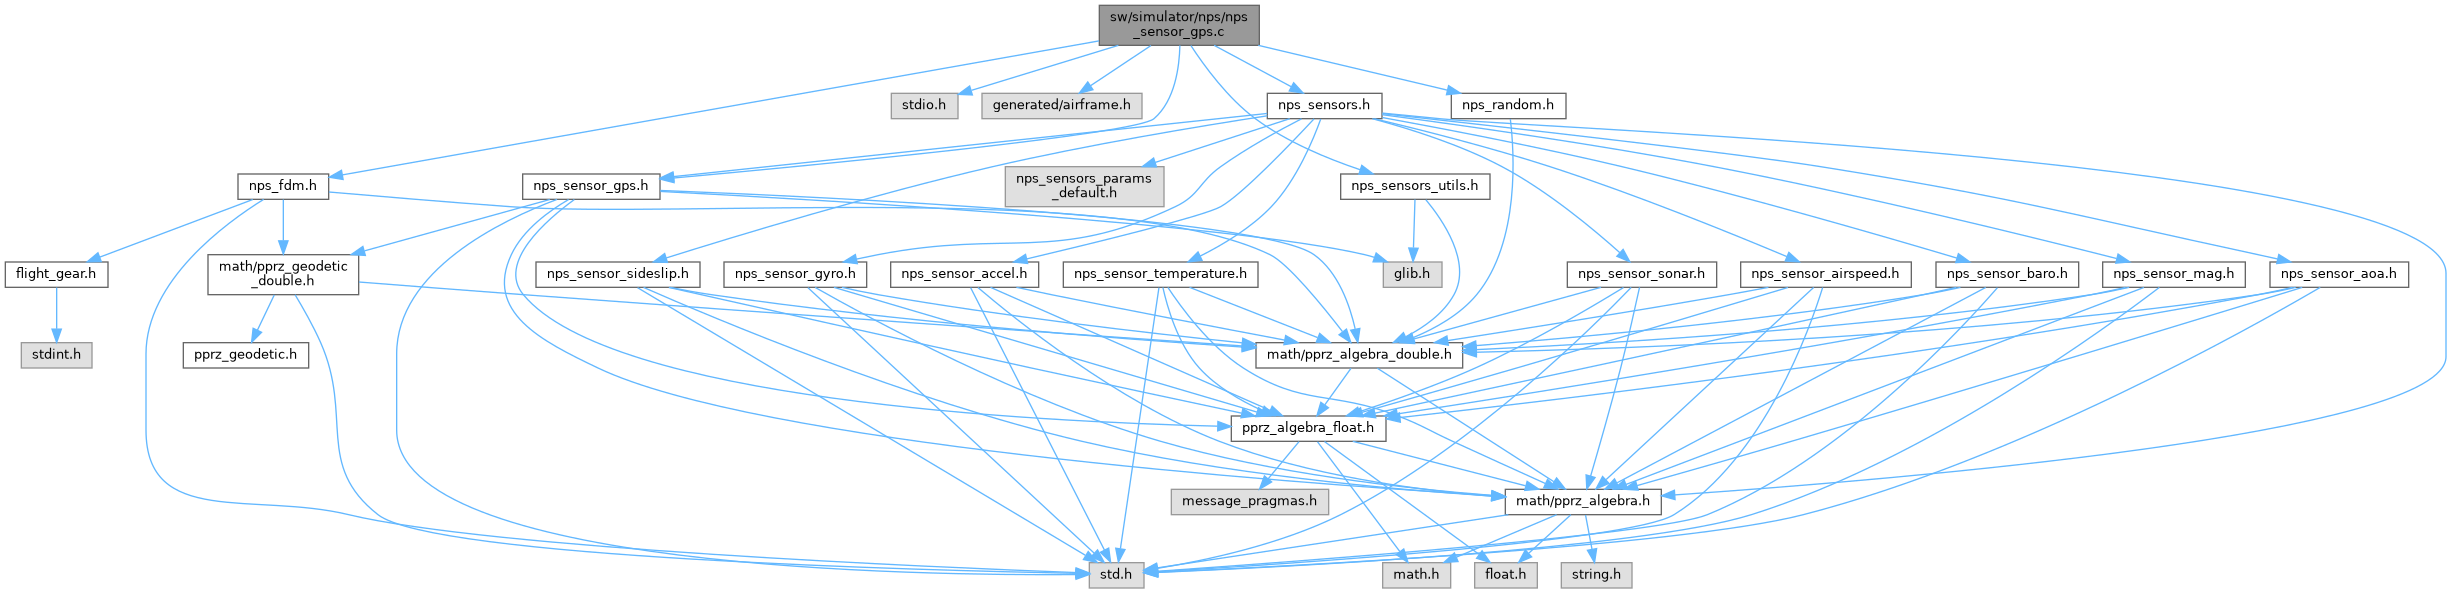 sw/simulator/nps/nps
_sensor_gps.c
stdio.h
generated/airframe.h
nps_sensors.h
nps_random.h
nps_fdm.h
nps_sensor_gps.h
nps_sensors_params
_default.h
nps_sensors_utils.h
flight_gear.h
math/pprz_geodetic
_double.h
nps_sensor_sideslip.h
nps_sensor_gyro.h
nps_sensor_accel.h
nps_sensor_temperature.h
glib.h
nps_sensor_sonar.h
nps_sensor_airspeed.h
nps_sensor_baro.h
nps_sensor_mag.h
nps_sensor_aoa.h
stdint.h
pprz_geodetic.h
math/pprz_algebra_double.h
pprz_algebra_float.h
message_pragmas.h
math/pprz_algebra.h
std.h
math.h
float.h
string.h